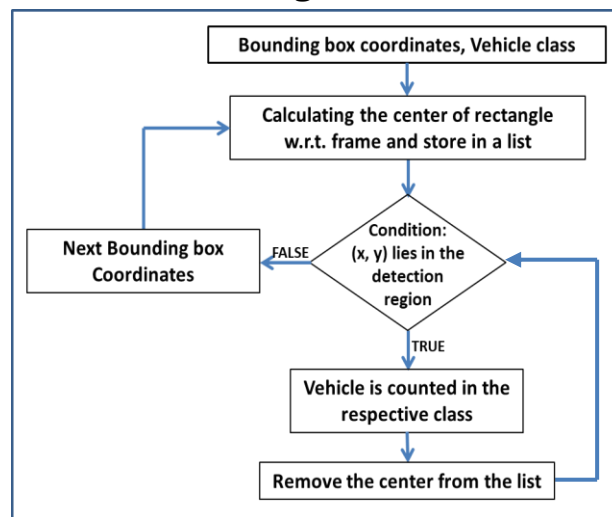 Bounding box coordinates, Vehicle class
Calculating the center of rectangle
w.r.t. frame and store in a list
Condition:
(x, y) lies in the
detection
region
FALSE
Next Bounding box
Coordinates
TRUE
Vehicle is counted in the
respective class
Remove the center from the list